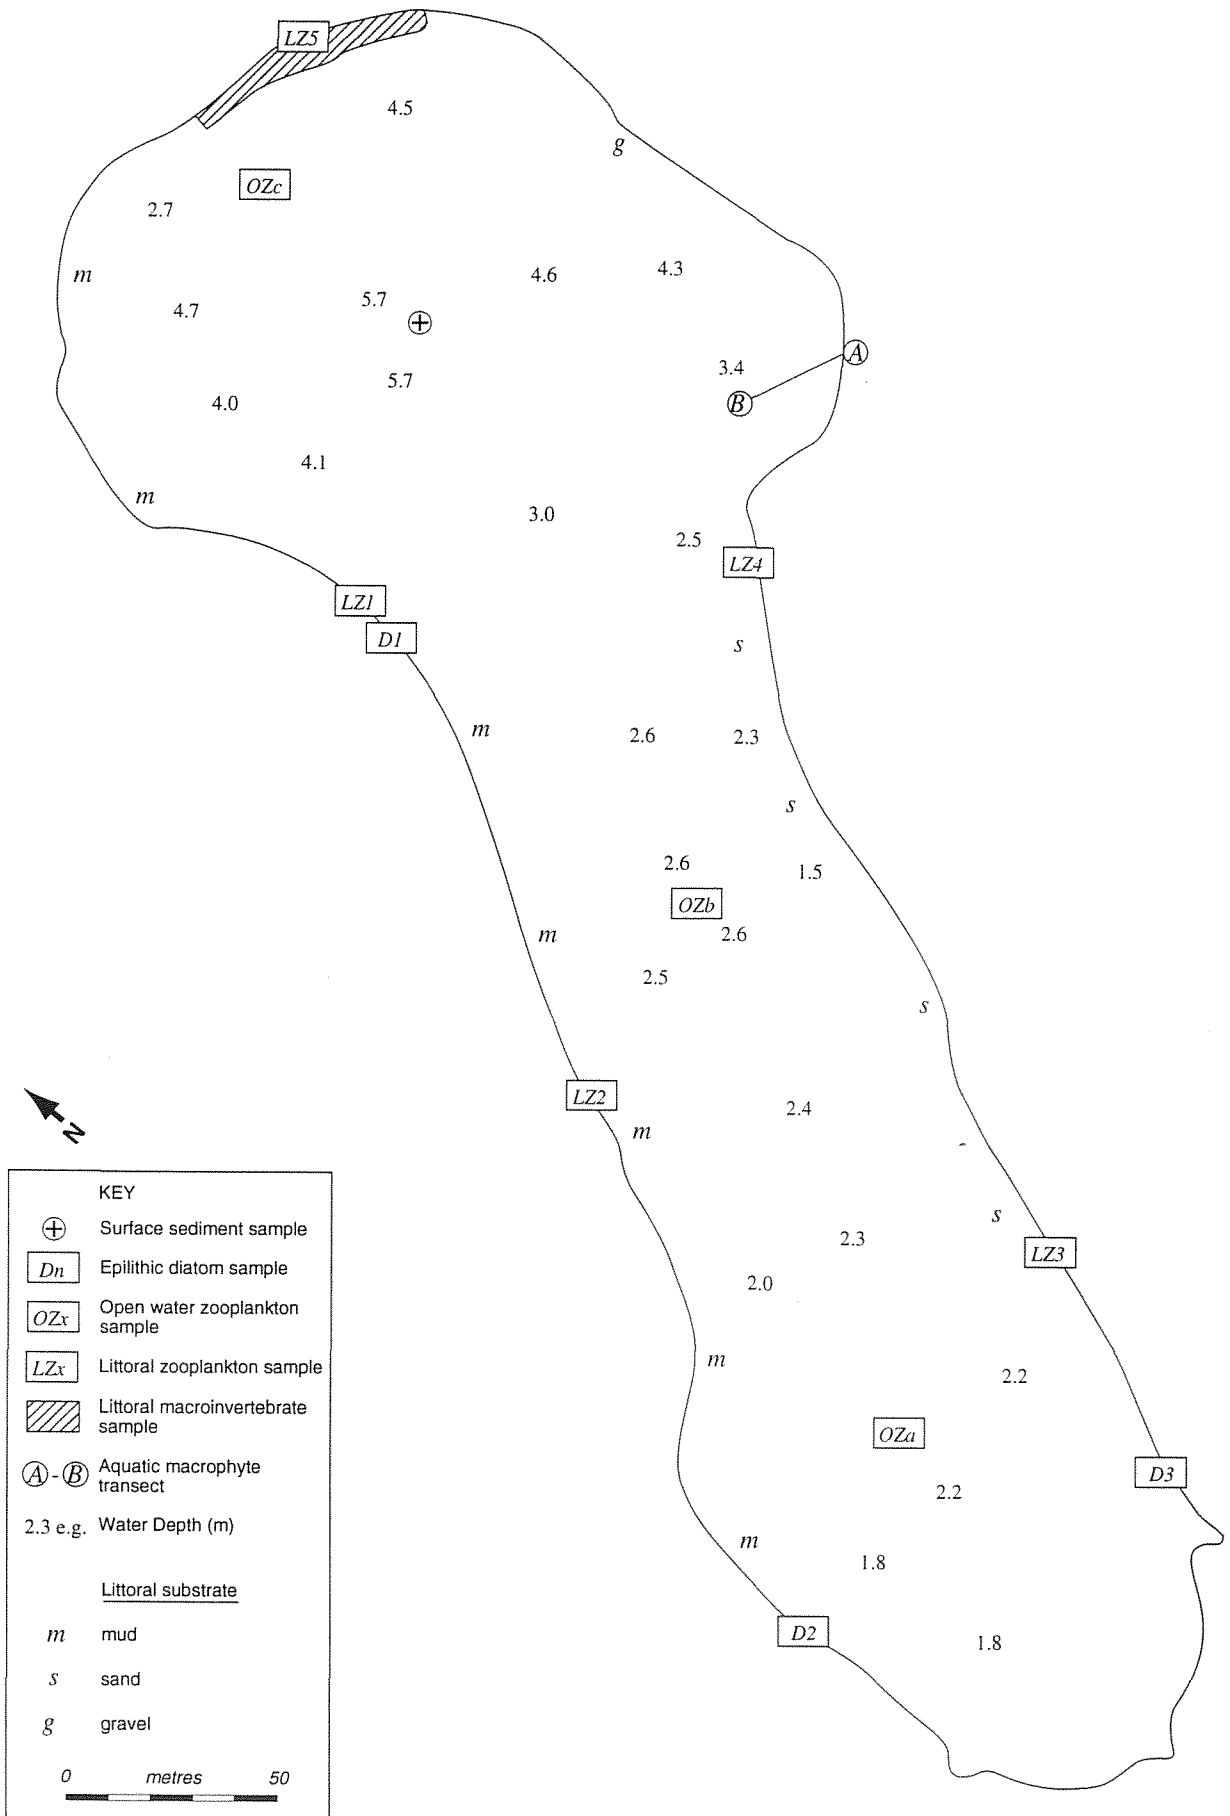 LZ5
4.5
g
OZc
2.7
m
4.6
4.3
5.7
4.7
A
3.4
5.7
B
4.0
4.1
m
3.0
2.5
LZ4
LZ1
D1
s
m
2.6
2.3
s
2.6
1.5
OZb
m
2.6
2.5
s
LZ2
2.4
m
N
s
2.3
LZ3
2.0
m
2.2
OZa
D3
2.2
m
1.8
D2
1.8
KEY
Surface sediment sample
Dn Epilithic diatom sample
OZx Open water zooplankton
sample
LZx Littoral zooplankton sample
Littoral macroinvertebrate
sample
A - B Aquatic macrophyte
transect
2.3 e.g. Water Depth (m)
Littoral substrate
m mud
s sand
g gravel
0 metres 50